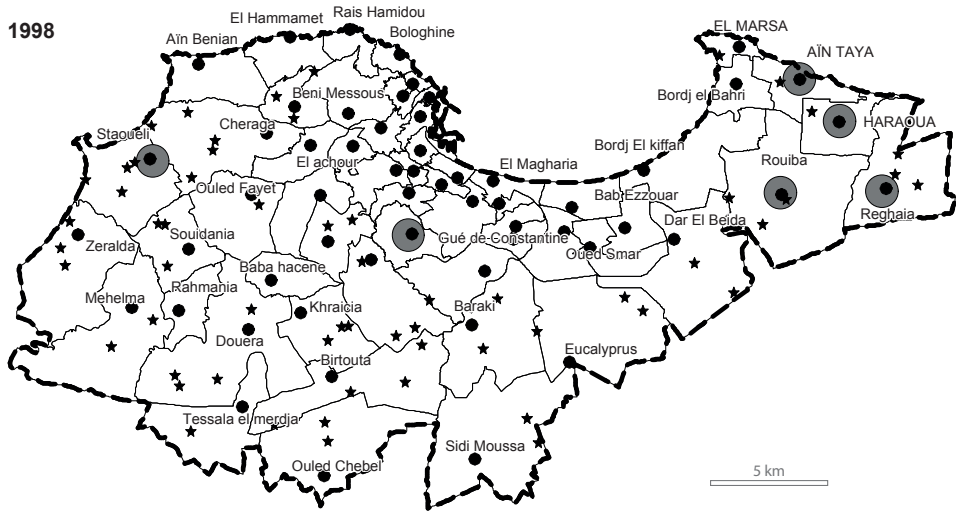 1998
El Hammamet
Rais Hamidou
Bologhine
Aïn Benian
EL MARSA
AÏN TAYA
Beni Messous
Bordj el Bahri
Cheraga
HARAOUA
Staoueli
Bordj El kiffan
El achour
El Magharia
Rouiba
Ouled Fayet
Bab Ezzouar
Reghaia
Dar El Beida
Souidania
Gué de Constantine
Zeralda
Oued Smar
Baba hacene
Rahmania
Mehelma
Khraicia
Baraki
Douera
Eucalyprus
Birtouta
Tessala el merdja
Sidi Moussa
Ouled Chebel
5 km